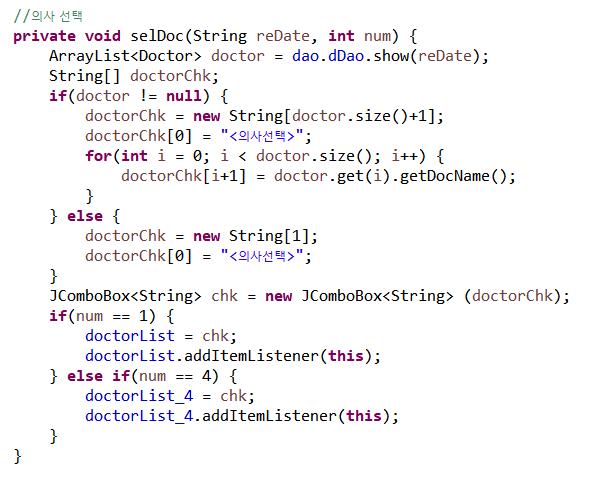 //의사 선택
private void selDoc(String reDate, int num) {
    ArrayList<Doctor> doctor = dao.dDao.show(reDate);
    String[] doctorChk;
    if(doctor != null) {
        doctorChk = new String[doctor.size()+1];
        doctorChk[0] = "<의사선택>";
        for(int i = 0; i < doctor.size(); i++) {
            doctorChk[i+1] = doctor.get(i).getDocName();
        }
    } else {
        doctorChk = new String[1];
        doctorChk[0] = "<의사선택>";
    }
    JComboBox<String> chk = new JComboBox<String> (doctorChk);
    if(num == 1) {
        doctorList = chk;
        doctorList.addItemListener(this);
    } else if(num == 4) {
        doctorList_4 = chk;
        doctorList_4.addItemListener(this);
    }
}